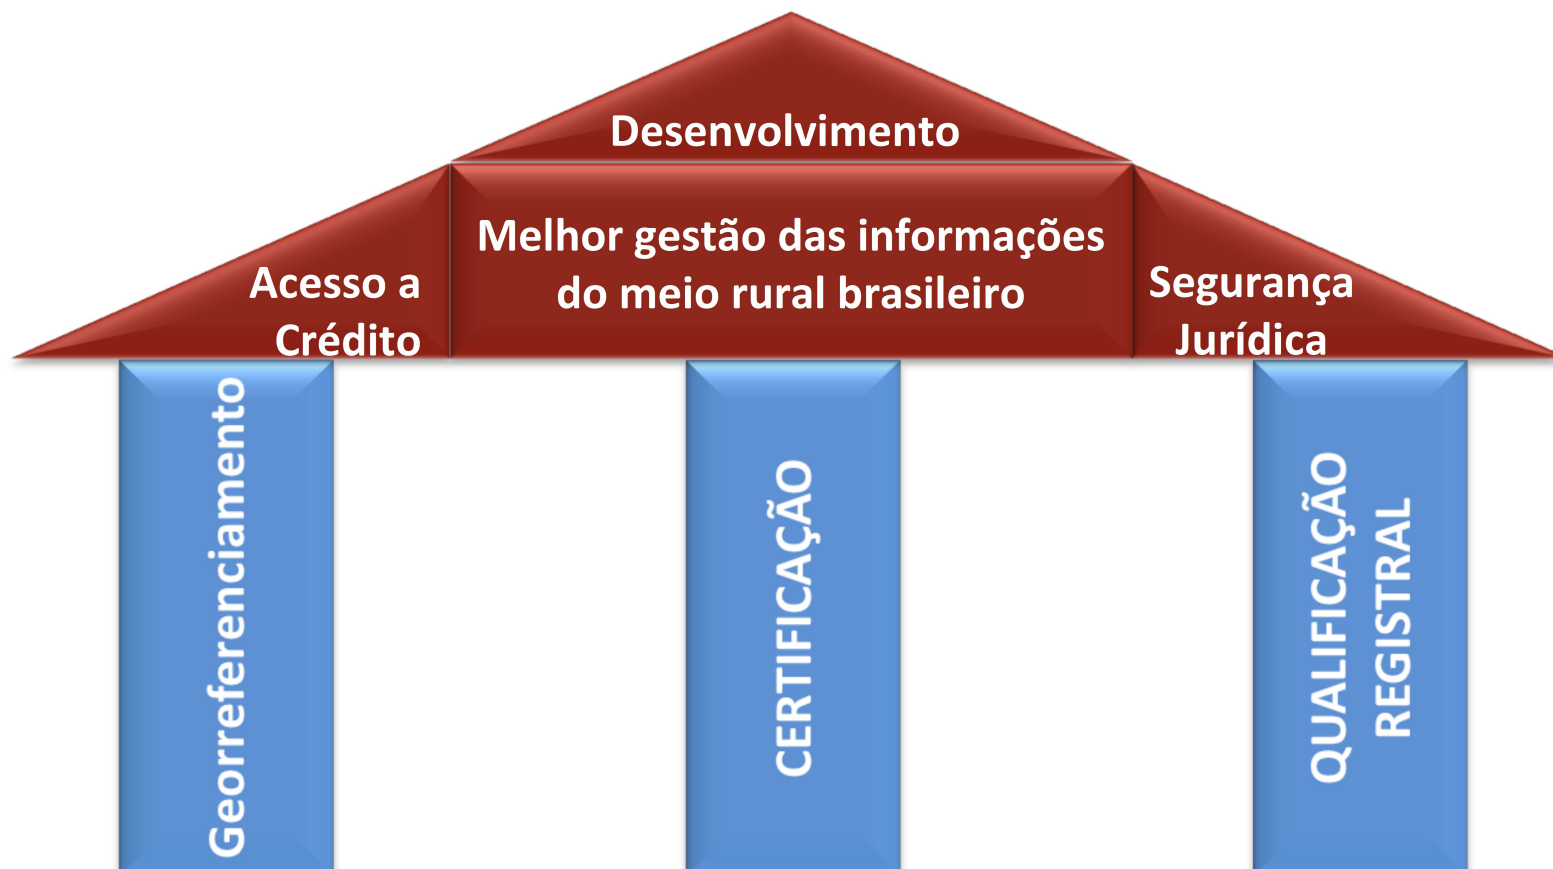 Desenvolvimento
Melhor gestão das informações
do meio rural brasileiro
Acesso a
Crédito
Segurança
Jurídica
Georreferenciamento
CERTIFICAÇÃO
QUALIFICAÇÃO
REGISTRAL